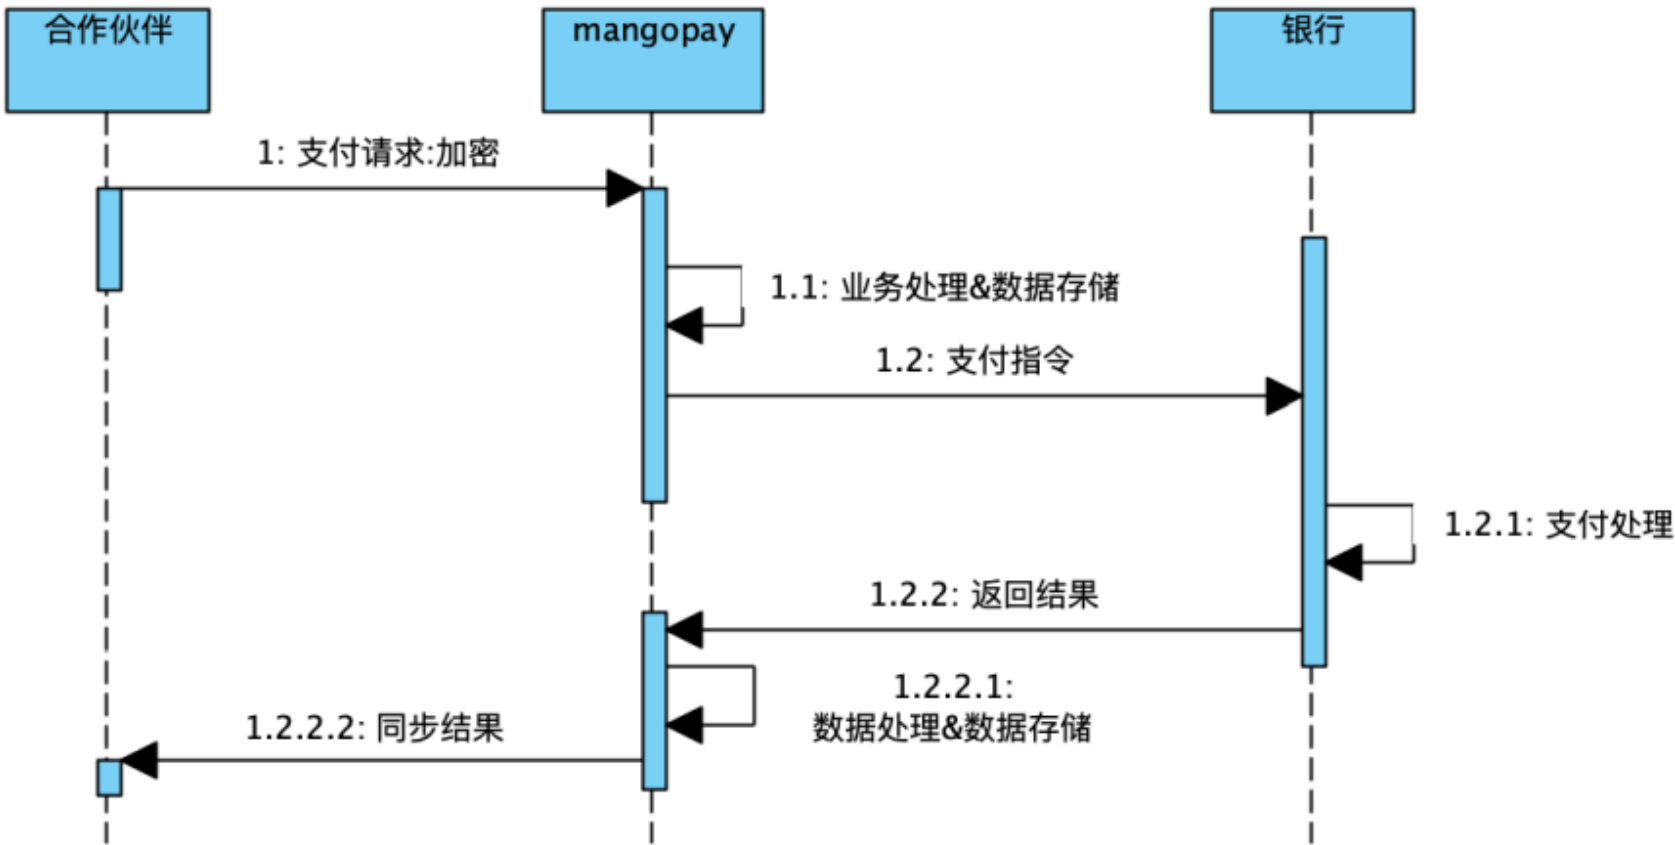 合作伙伴
mangopay
银行
1: 支付请求:加密
1.1: 业务处理&数据存储
1.2: 支付指令
1.2.1: 支付处理
1.2.2: 返回结果
1.2.2.1:
数据处理&数据存储
1.2.2.2: 同步结果